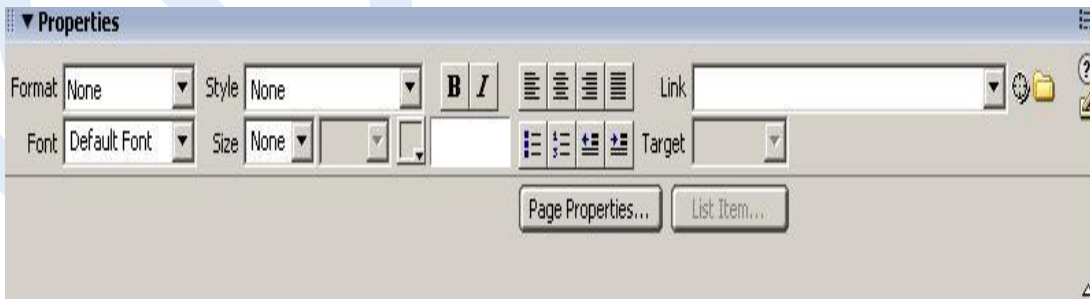 Properties
Format None Style None B I Link
Font Default Font Size None Target
Page Properties... List Item...